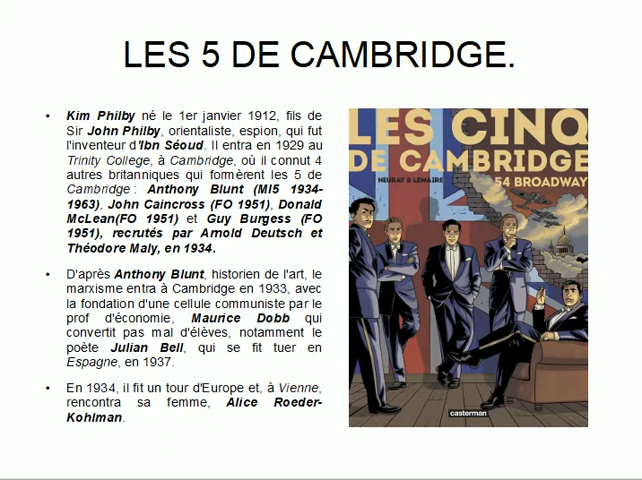 LES 5 DE CAMBRIDGE.
• Kim Philby né le 1er janvier 1912, fils de
Sir John Philby, orientaliste, espion, qui fut
l'inventeur d'Ibn Séoud. Il entra en 1929 au
Trinity College, à Cambridge, où il connut 4
autres britanniques qui formèrent les 5 de
Cambridge : Anthony Blunt (MI5 1934-
1963), John Caincross (FO 1951), Donald
McLean(FO 1951) et Guy Burgess (FO
1951), recrutés par Arnold Deutsch et
Théodore Maly, en 1934.
• D'après Anthony Blunt, historien de l'art, le
marxisme entra à Cambridge en 1933, avec
la fondation d'une cellule communiste par le
prof d'économie, Maurice Dobb qui
convertit pas mal d'élèves, notamment le
poète Julian Bell, qui se fit tuer en
Espagne, en 1937.
• En 1934, il fit un tour d'Europe et, à Vienne,
rencontra sa femme, Alice Roeder-
Kohlman.
LES CINQ
DE CAMBRIDGE
NEURAY & LEMAIRE
54 BROADWAY
casterman